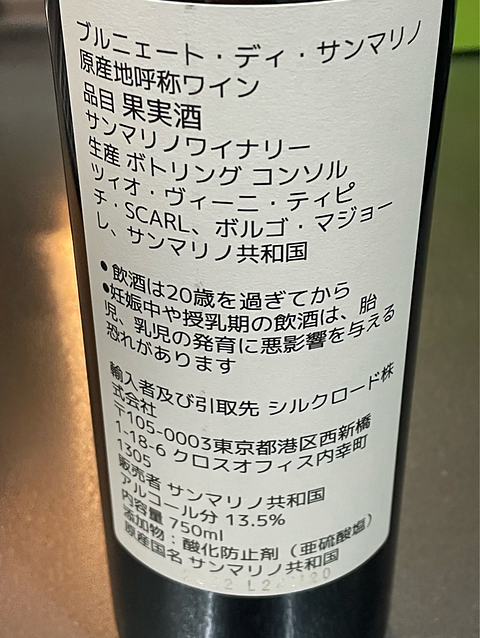 ブルニェート・ディ・サンマリノ
原産地呼称ワイン
品目 果実酒
サンマリノワイナリー
生産 ボトリング コンソル
ツィオ・ヴィーニ・ティピ
チ・SCARL、ボルゴ・マジョー
レ、サンマリノ共和国
●飲酒は20歳を過ぎてから
●妊娠中や授乳期の飲酒は、胎
児、乳児の発育に悪影響を与える
恐れがあります
輸入者及び引取先 シルクロード株
式会社
〒105-0003東京都港区西新橋
1-18-6 クロスオフィス内幸町
1305
販売者 サンマリノ共和国
アルコール分 13.5%
内容量 750ml
添加物：酸化防止剤（亜硫酸塩）
原産国名 サンマリノ共和国